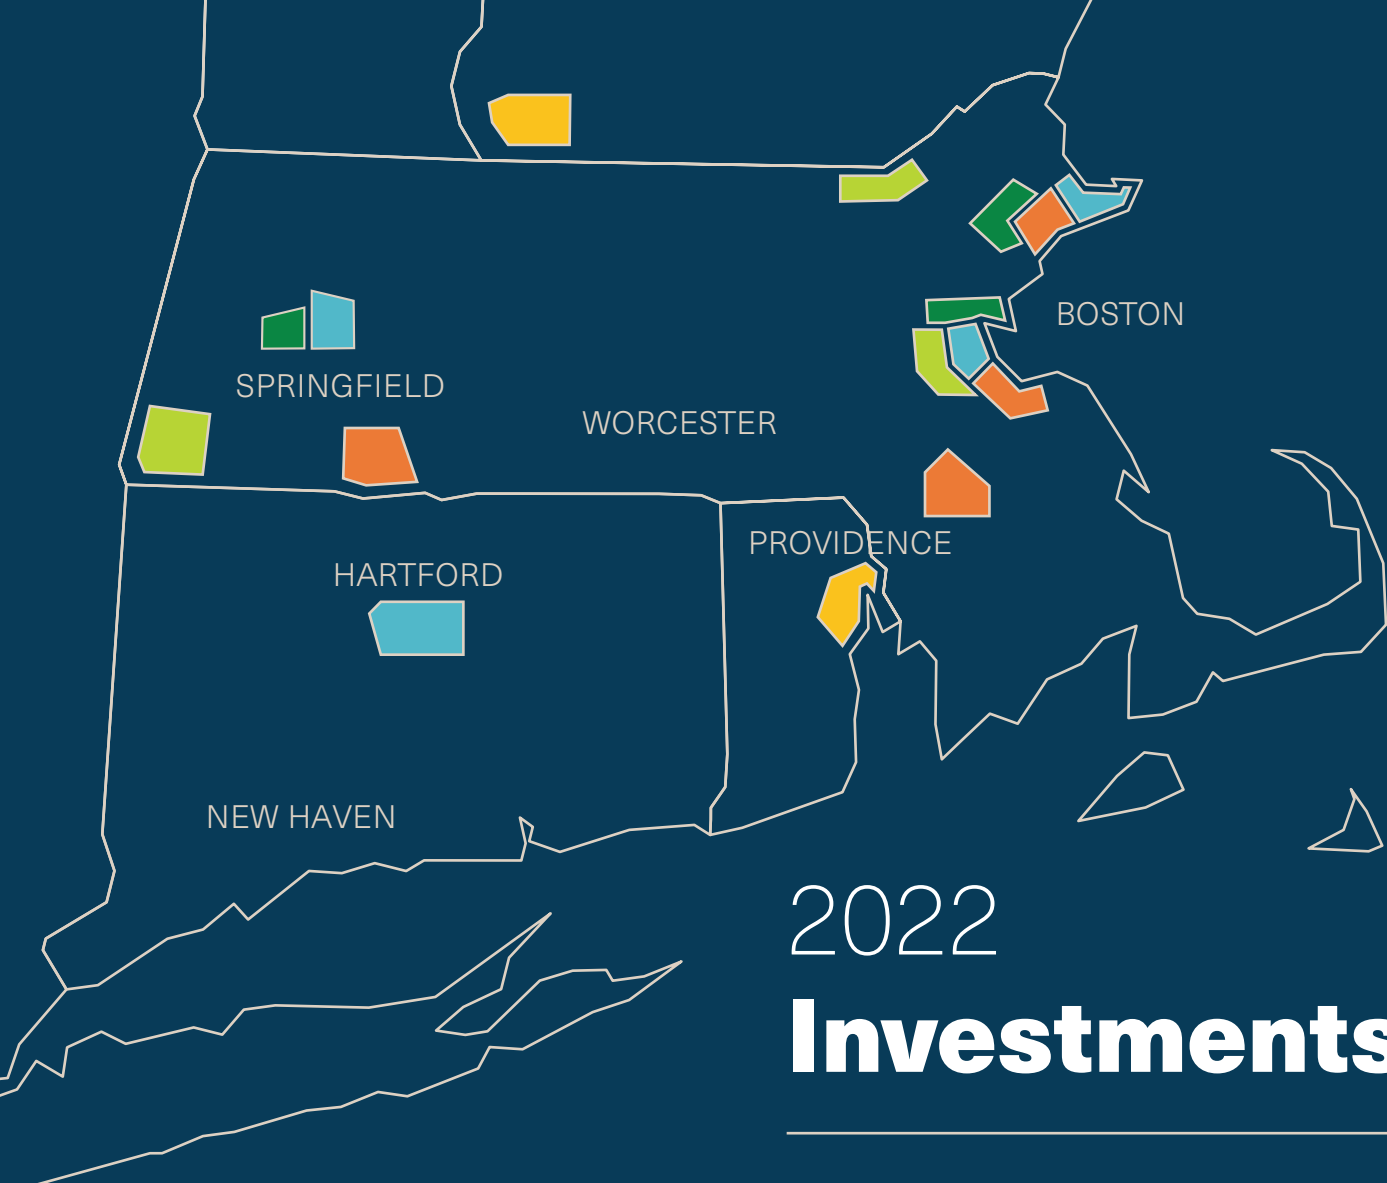 BOSTON
SPRINGFIELD
WORCESTER
PROVIDENCE
HARTFORD
NEW HAVEN
2022
Investments